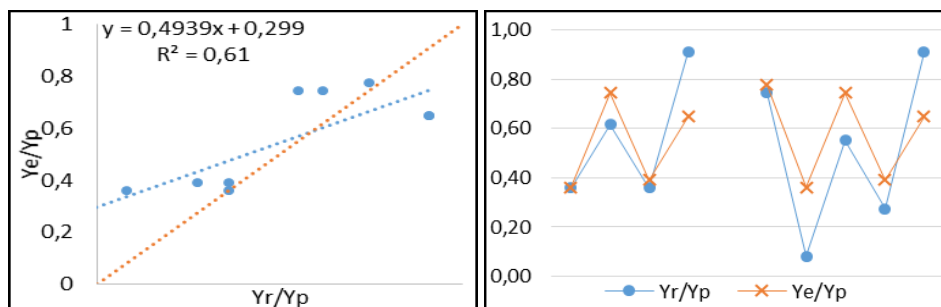 y = 0,4939x + 0,299
R² = 0,61
1
0,8
0,6
0,4
0,2
0
Ye/Yp
Yr/Yp
1,00
0,80
0,60
0,40
0,20
0,00
Yr/Yp
Ye/Yp